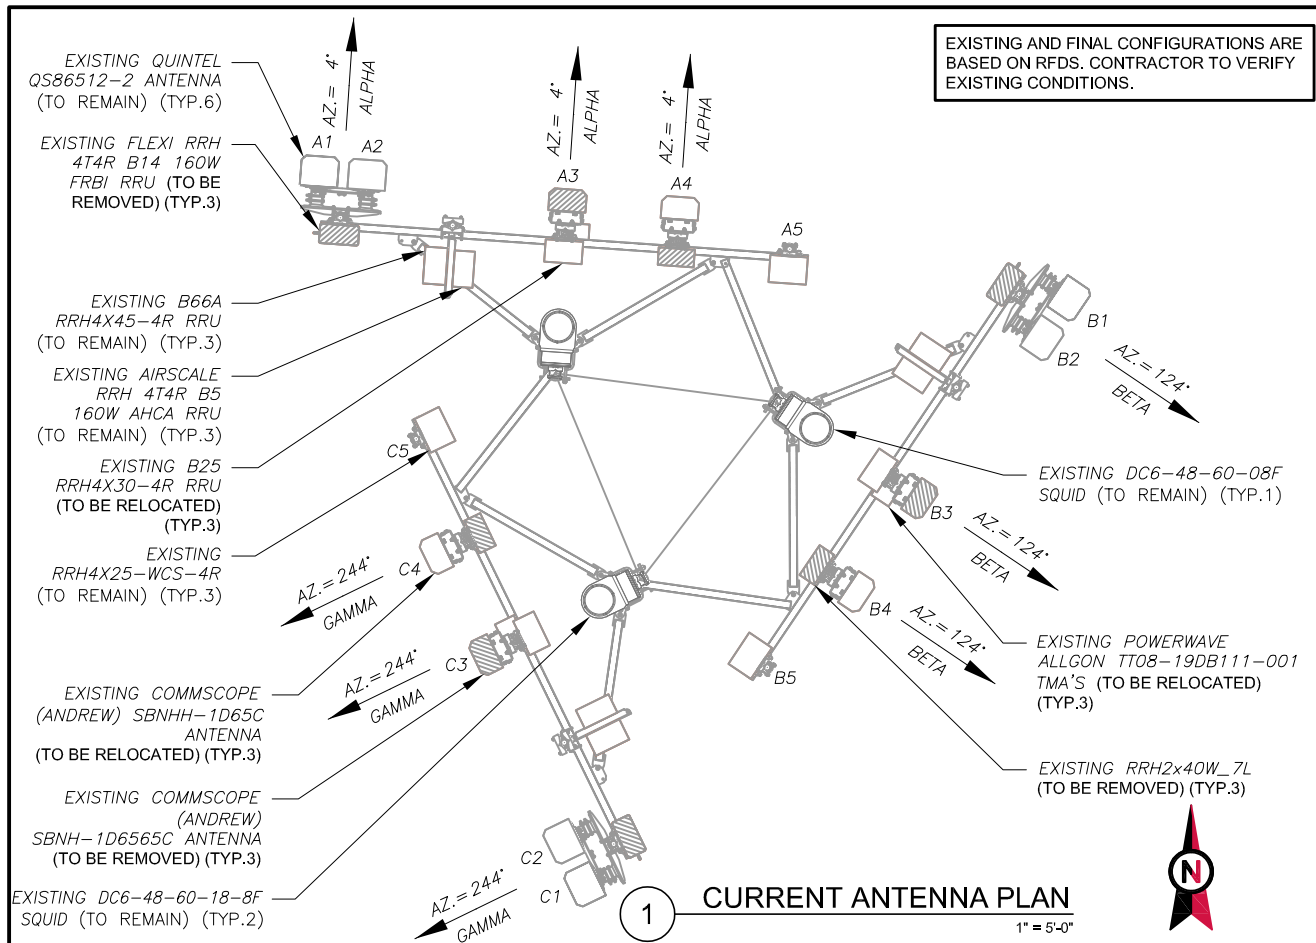 EXISTING AND FINAL CONFIGURATIONS ARE
BASED ON RFDS. CONTRACTOR TO VERIFY
EXISTING CONDITIONS.
EXISTING QUINTEL
QS86512-2 ANTENNA
(TO REMAIN) (TYP.6)
EXISTING FLEXI RRH
4T4R B14 160W
FRBI RRU (TO BE
REMOVED) (TYP.3)
EXISTING B66A
RRH4X45-4R RRU
(TO REMAIN) (TYP.3)
EXISTING AIRSCALE
RRH 4T4R B5
160W AHCA RRU
(TO REMAIN) (TYP.3)
EXISTING B25
RRH4X30-4R RRU
(TO BE RELOCATED)
(TYP.3)
EXISTING
RRH4X25-WCS-4R
(TO REMAIN) (TYP.3)
EXISTING COMMSCOPE
(ANDREW) SBNHH-1D65C
ANTENNA
(TO BE RELOCATED) (TYP.3)
EXISTING COMMSCOPE
(ANDREW)
SBNH-1D6565C ANTENNA
(TO BE REMOVED) (TYP.3)
EXISTING DC6-48-60-18-8F
SQUID (TO REMAIN) (TYP.2)
AZ.= 4°
ALPHA
AZ.= 4°
ALPHA
AZ.= 4°
ALPHA
A1
A2
A3
A4
A5
B1
B2
AZ.=124°
BETA
B3
AZ.=124°
BETA
B4
AZ.=124°
BETA
B5
C5
C4
AZ.=244°
GAMMA
C3
AZ.=244°
GAMMA
C2
C1
AZ.=244°
GAMMA
EXISTING DC6-48-60-08F
SQUID (TO REMAIN) (TYP.1)
EXISTING POWERWAVE
ALLGON TT08-19DB111-001
TMA'S (TO BE RELOCATED)
(TYP.3)
EXISTING RRH2x40W_7L
(TO BE REMOVED) (TYP.3)
N
1
CURRENT ANTENNA PLAN
1" = 5'-0"